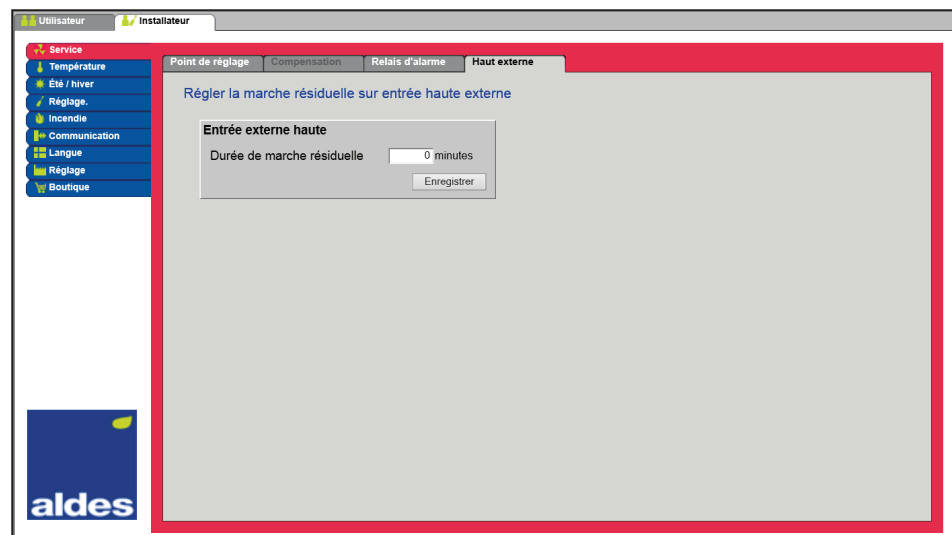 Utilisateur
Installateur
Service
Température
Été / hiver
Réglage.
Incendie
Communication
Langue
Réglage
Boutique
Point de réglage
Compensation
Relais d'alarme
Haut externe
Régler la marche résiduelle sur entrée haute externe
Entrée externe haute
Durée de marche résiduelle 0 minutes
Enregistrer
aldes